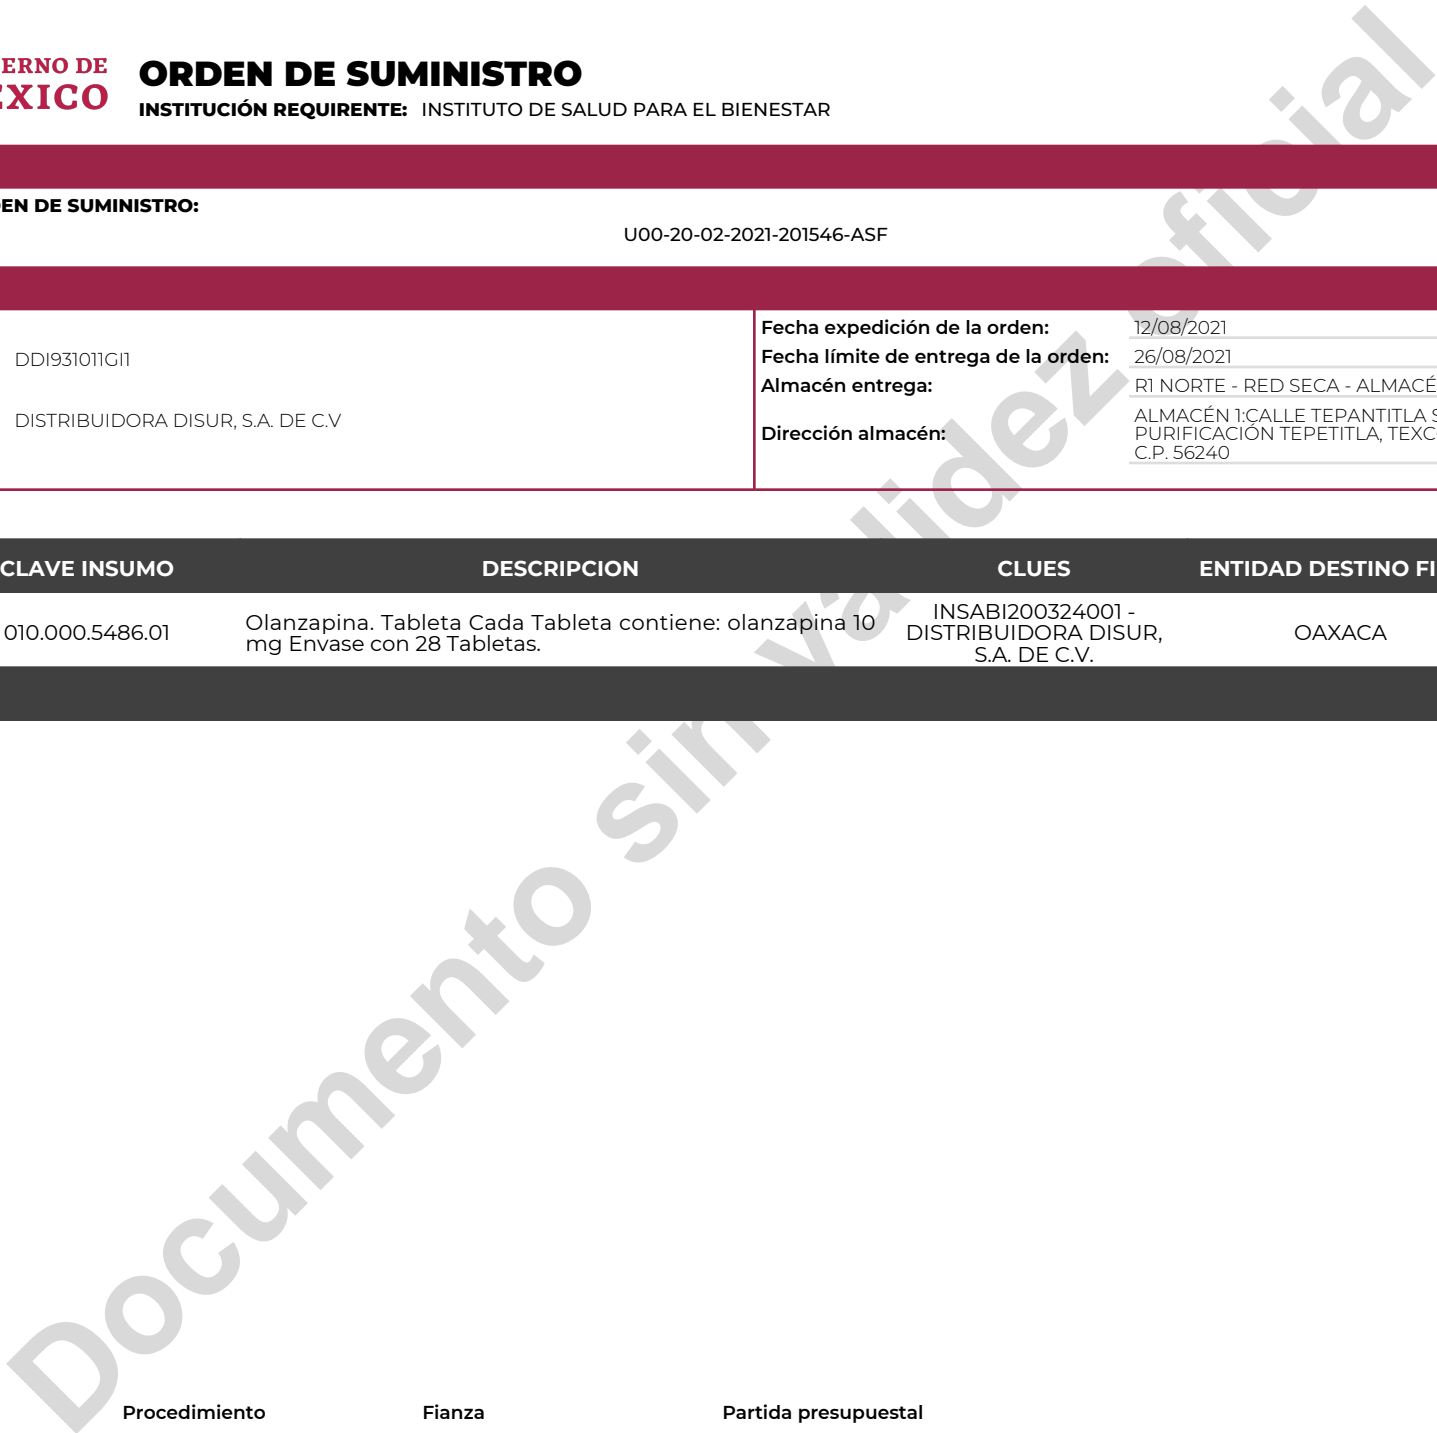 ERNO DE
EXICO
ORDEN DE SUMINISTRO
INSTITUCIÓN REQUIRENTE: INSTITUTO DE SALUD PARA EL BIENESTAR
EN DE SUMINISTRO:
U00-20-02-2021-201546-ASF
DDI931011GI1
DISTRIBUIDORA DISUR, S.A. DE C.V
Fecha expedición de la orden: 12/08/2021
Fecha límite de entrega de la orden: 26/08/2021
Almacén entrega: R1 NORTE - RED SECA - ALMACÉ
Dirección almacén:
ALMACÉN 1:CALLE TEPANTITLA S
PURIFICACIÓN TEPETITLA, TEXC
C.P. 56240
CLAVE INSUMO DESCRIPCION CLUES ENTIDAD DESTINO FI
010.000.5486.01
Olanzapina. Tableta Cada Tableta contiene: olanzapina 10
mg Envase con 28 Tabletas.
INSABI200324001 -
DISTRIBUIDORA DISUR,
S.A. DE C.V.
OAXACA
Documento sin validez oficial
Procedimiento Fianza Partida presupuestal